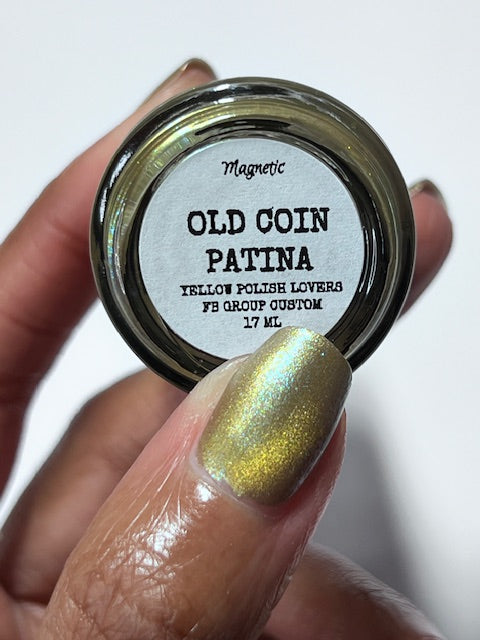 Magnetic
OLD COIN
PATINA
YELLOW POLISH LOVERS
FB GROUP CUSTOM
17 ML